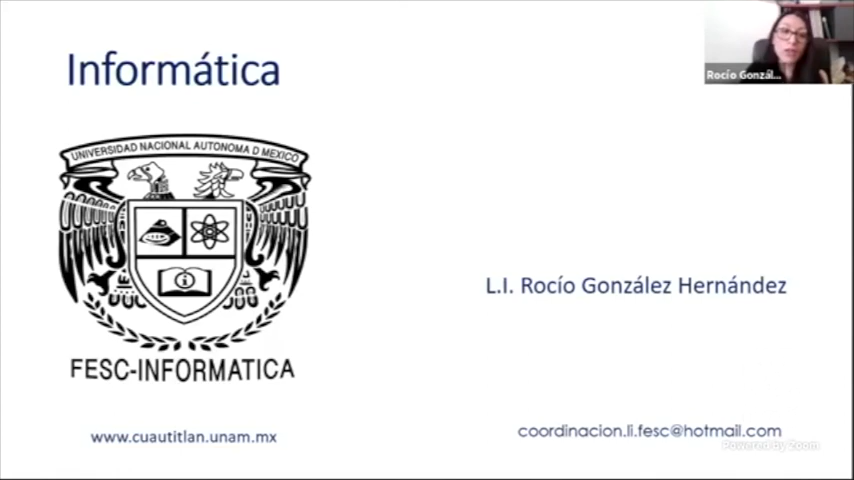 Informática
Rocío Gonzál...
UNIVERSIDAD NACIONAL AUTONOMA D MEXICO
L.I. Rocío González Hernández
FESC-INFORMATICA
www.cuautitlan.unam.mx
coordinacion.li.fesc@hotmail.com
Powered by Zoom